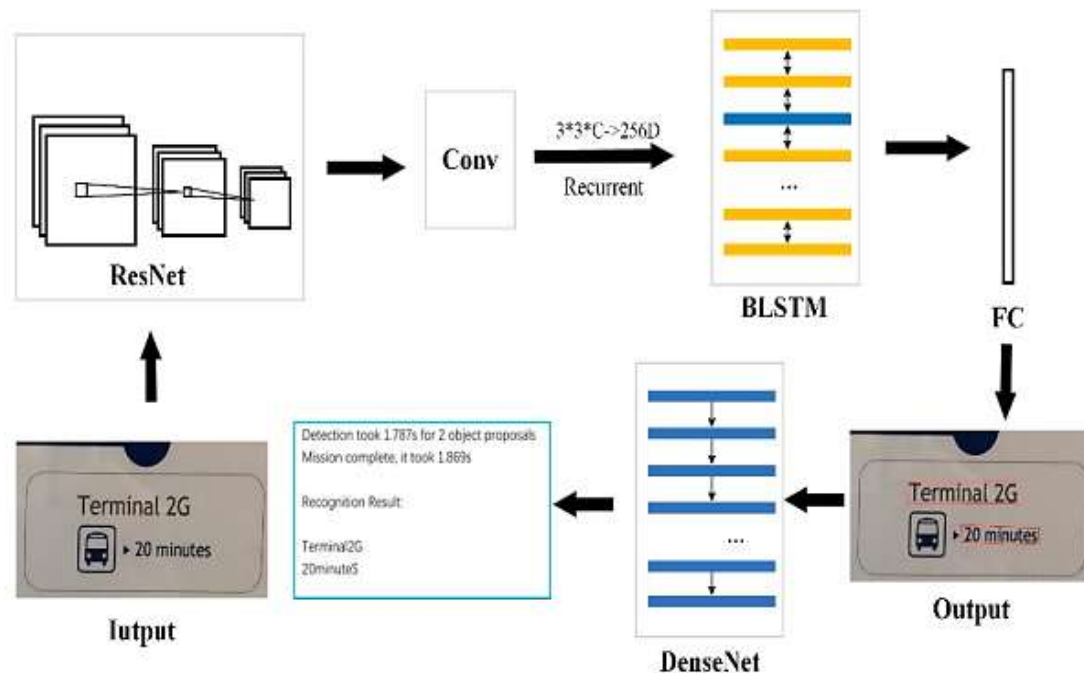 ResNet
Conv
3*3*C->256D
Recurrent
...
BLSTM
FC
Terminal 2G
20 minutes
Iutput
Detection took 1.787s for 2 object proposals
Mission complete, it took 1.869s
Recognition Result:
Terminal2G
20minuteS
...
DenseNet
Terminal 2G
20 minutes
Output